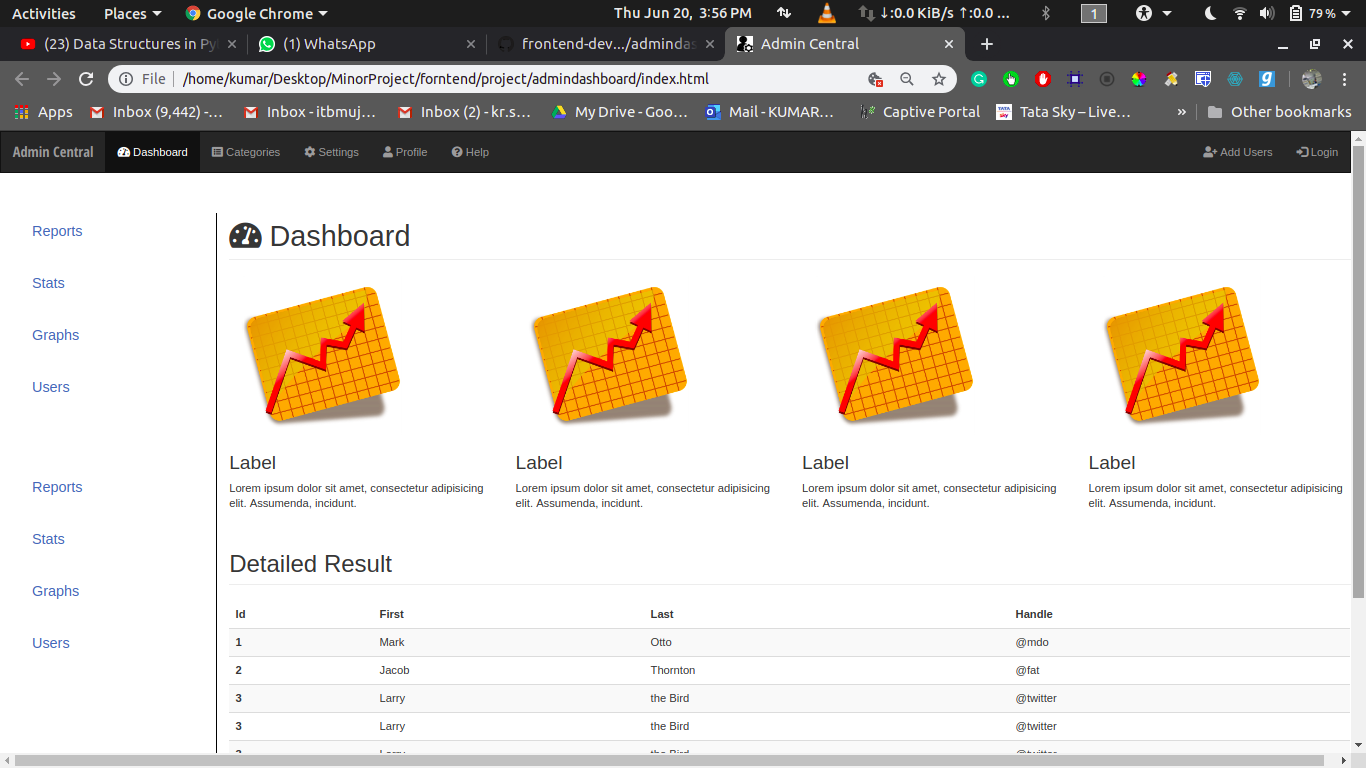 Activities Places Google Chrome Thu Jun 20, 3:56 PM ↓:0.0 KiB/s ↑:0.0 ... 1 79 %
(23) Data Structures in Py (1) WhatsApp frontend-dev.../admindas Admin Central
File /home/kumar/Desktop/MinorProject/forntend/project/admindashboard/index.html
Apps Inbox (9,442) -... Inbox - itbmuj... Inbox (2) - kr.s... My Drive - Goo... Mail - KUMAR... Captive Portal Tata Sky – Live... » Other bookmarks
Admin Central Dashboard Categories Settings Profile Help Add Users Login
Reports
Stats
Graphs
Users
Reports
Stats
Graphs
Users
Dashboard
Label
Lorem ipsum dolor sit amet, consectetur adipisicing
elit. Assumenda, incidunt.
Label
Lorem ipsum dolor sit amet, consectetur adipisicing
elit. Assumenda, incidunt.
Label
Lorem ipsum dolor sit amet, consectetur adipisicing
elit. Assumenda, incidunt.
Label
Lorem ipsum dolor sit amet, consectetur adipisicing
elit. Assumenda, incidunt.
Detailed Result
Id First Last Handle
1 Mark Otto @mdo
2 Jacob Thornton @fat
3 Larry the Bird @twitter
3 Larry the Bird @twitter
3 Larry the Bird @twitter